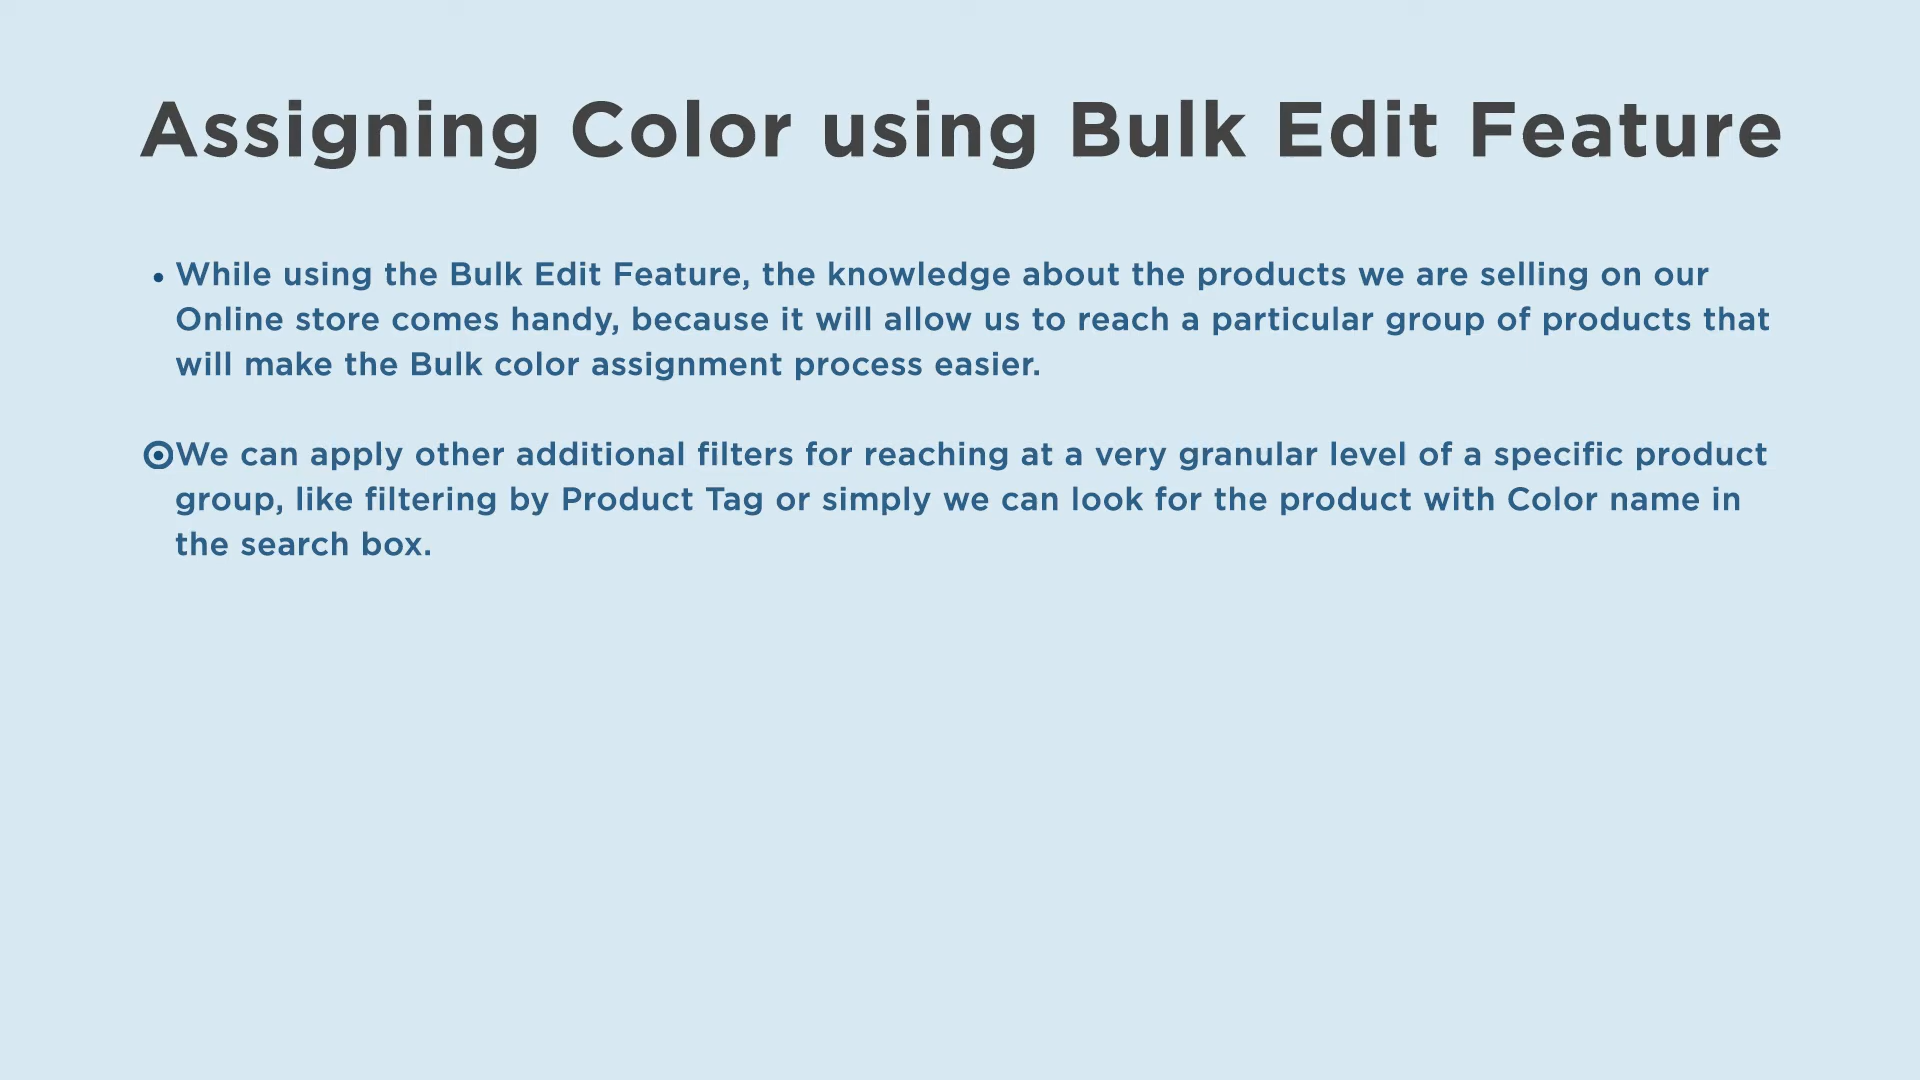 Assigning Color using Bulk Edit Feature
• While using the Bulk Edit Feature, the knowledge about the products we are selling on our
Online store comes handy, because it will allow us to reach a particular group of products that
will make the Bulk color assignment process easier.
We can apply other additional filters for reaching at a very granular level of a specific product
group, like filtering by Product Tag or simply we can look for the product with Color name in
the search box.